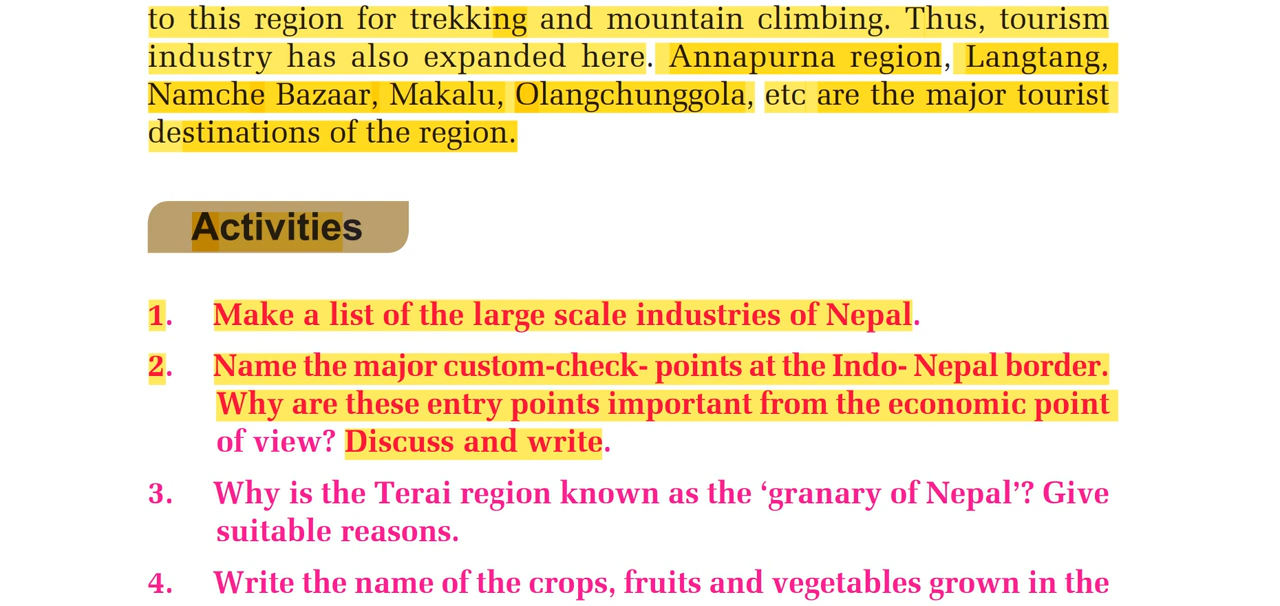 to this region for trekking and mountain climbing. Thus, tourism
industry has also expanded here. Annapurna region, Langtang,
Namche Bazaar, Makalu, Olangchunggola, etc are the major tourist
destinations of the region.
Activities
1. Make a list of the large scale industries of Nepal.
2. Name the major custom-check- points at the Indo- Nepal border.
Why are these entry points important from the economic point
of view? Discuss and write.
3. Why is the Terai region known as the ‘granary of Nepal’? Give
suitable reasons.
4. Write the name of the crops, fruits and vegetables grown in the